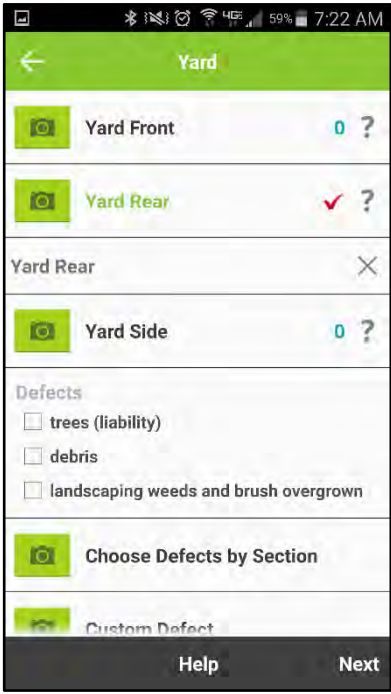 4G 59% 7:22 AM
Yard
Yard Front 0 ?
Yard Rear ?
Yard Rear
Yard Side 0 ?
Defects
trees (liability)
debris
landscaping weeds and brush overgrown
Choose Defects by Section
Custom Defect
Help Next